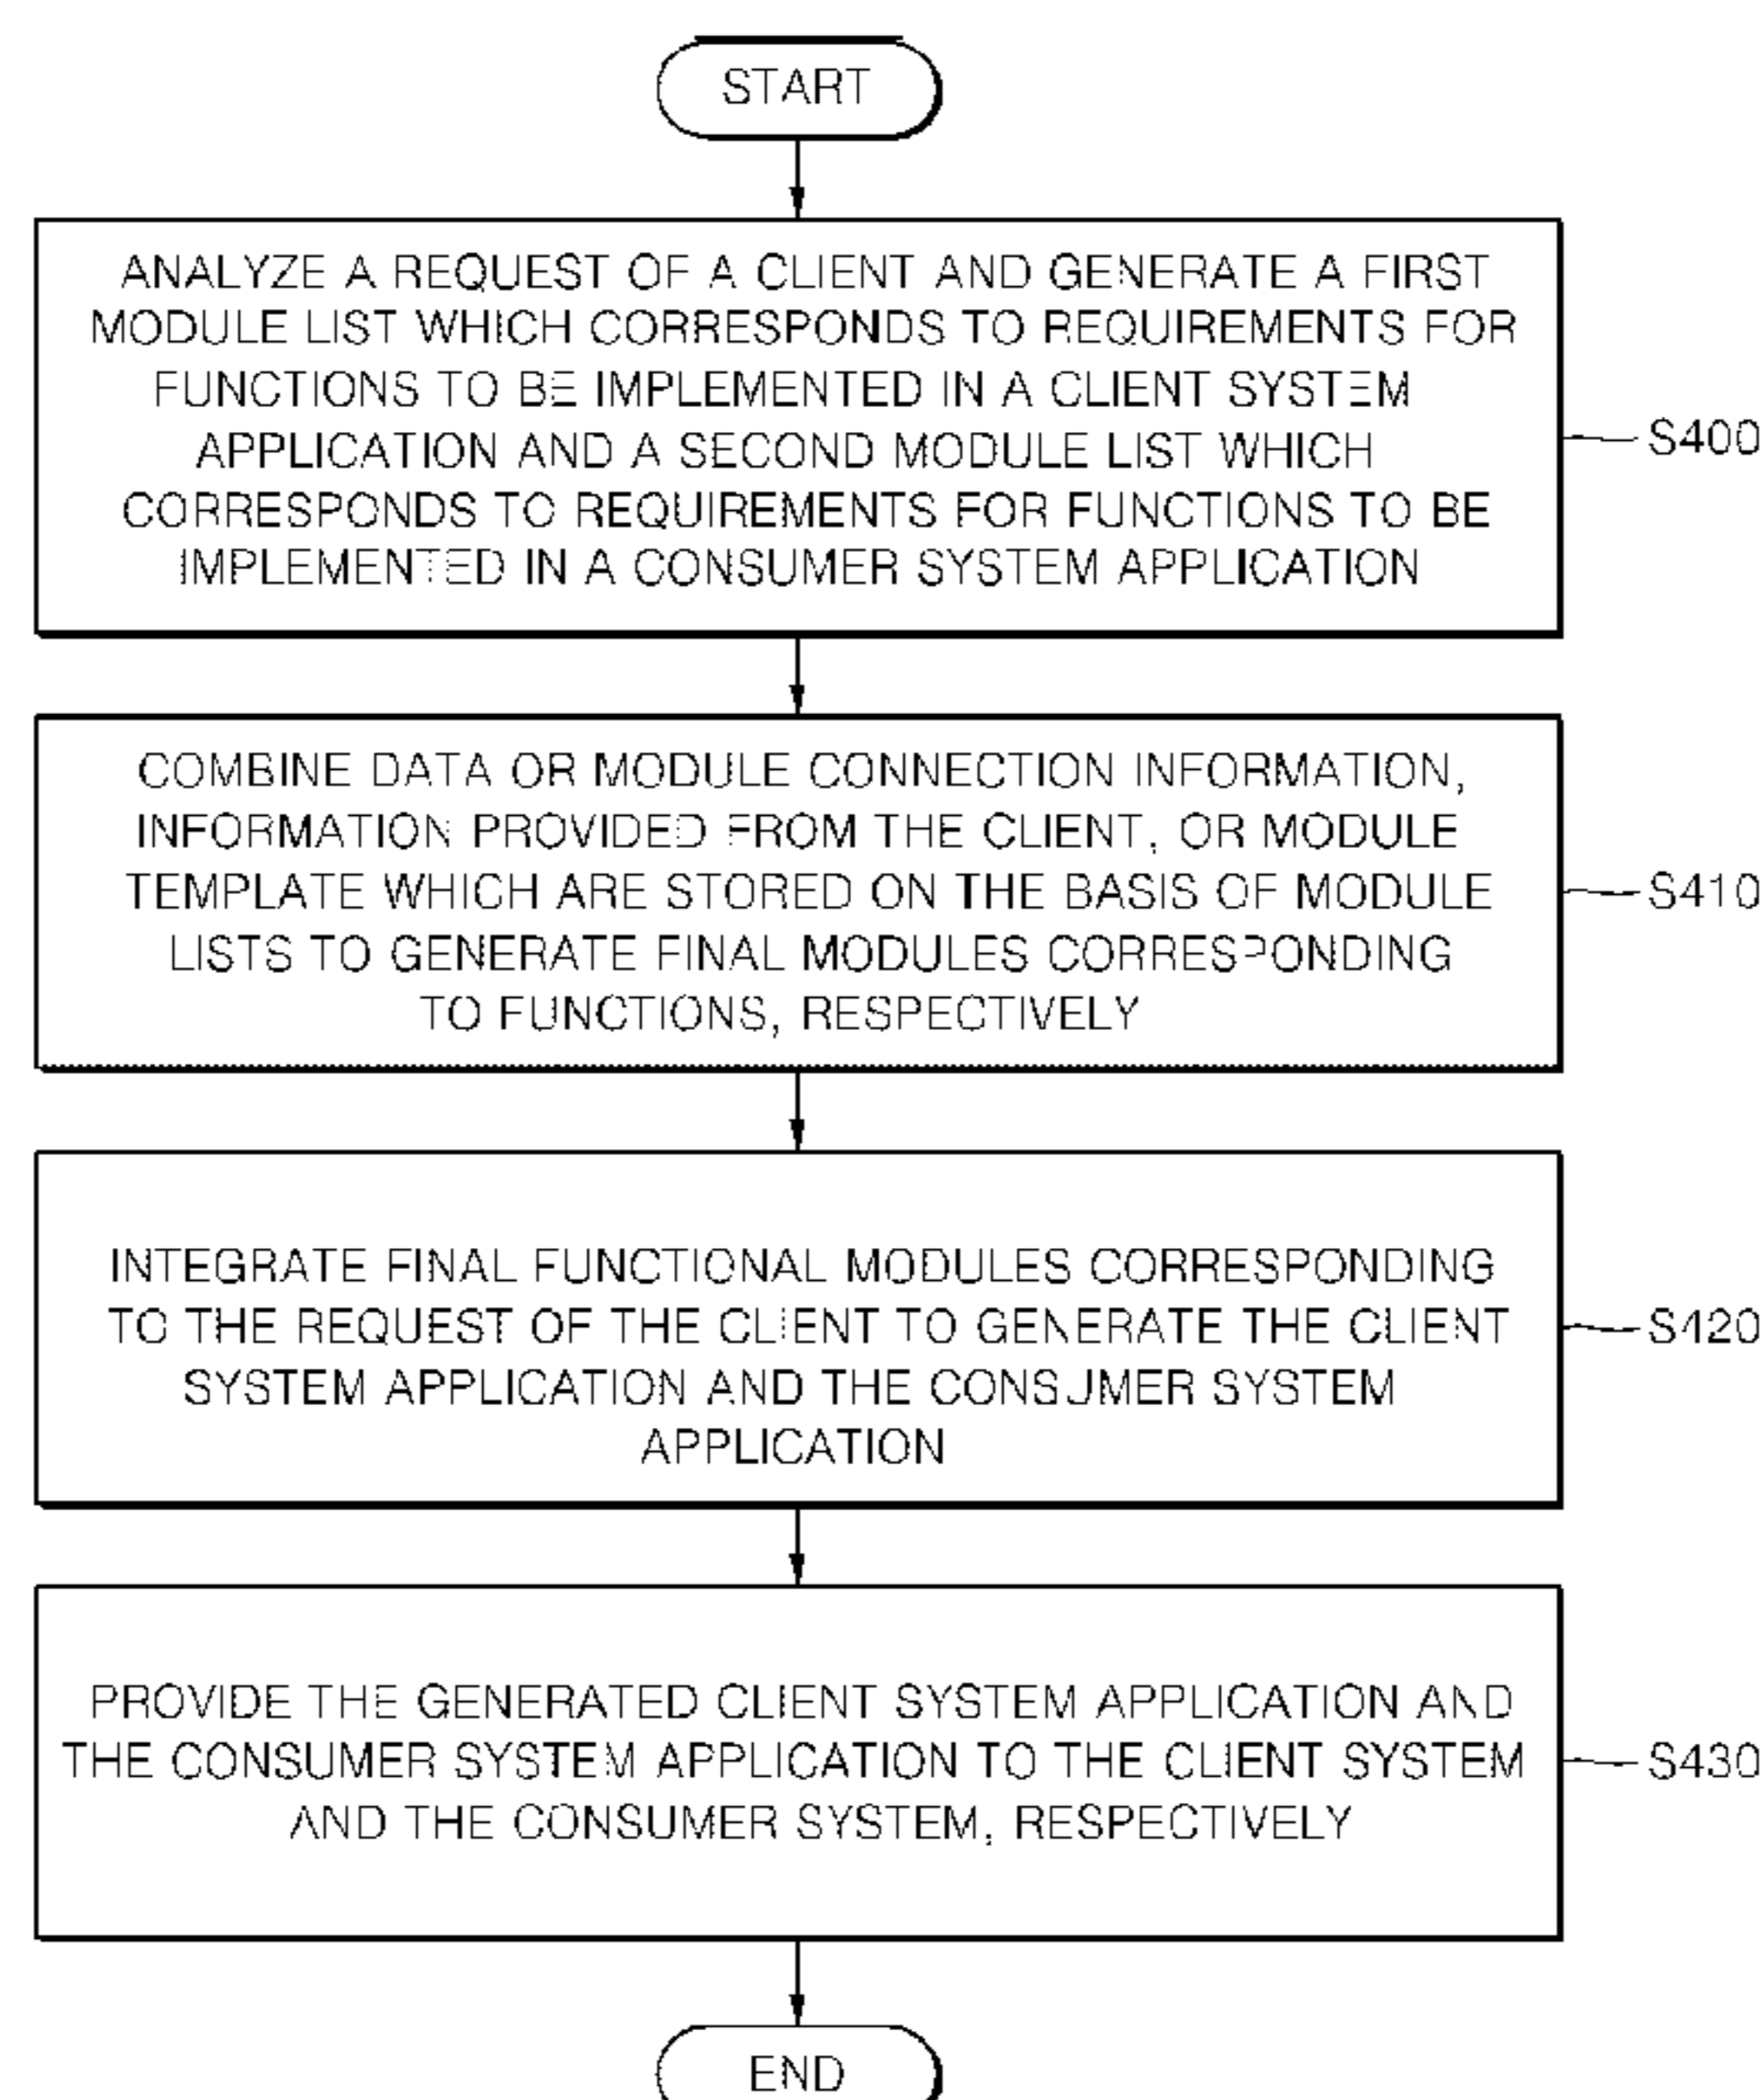 START
ANALYZE A REQUEST OF A CLIENT AND GENERATE A FIRST
MODULE LIST WHICH CORRESPONDS TO REQUIREMENTS FOR
FUNCTIONS TO BE IMPLEMENTED IN A CLIENT SYSTEM
APPLICATION AND A SECOND MODULE LIST WHICH
CORRESPONDS TO REQUIREMENTS FOR FUNCTIONS TO BE
IMPLEMENTED IN A CONSUMER SYSTEM APPLICATION
S400
COMBINE DATA OR MODULE CONNECTION INFORMATION,
INFORMATION PROVIDED FROM THE CLIENT, OR MODULE
TEMPLATE WHICH ARE STORED ON THE BASIS OF MODULE
LISTS TO GENERATE FINAL MODULES CORRESPONDING
TO FUNCTIONS, RESPECTIVELY
S410
INTEGRATE FINAL FUNCTIONAL MODULES CORRESPONDING
TO THE REQUEST OF THE CLIENT TO GENERATE THE CLIENT
SYSTEM APPLICATION AND THE CONSUMER SYSTEM
APPLICATION
S420
PROVIDE THE GENERATED CLIENT SYSTEM APPLICATION AND
THE CONSUMER SYSTEM APPLICATION TO THE CLIENT SYSTEM
AND THE CONSUMER SYSTEM, RESPECTIVELY
S430
END